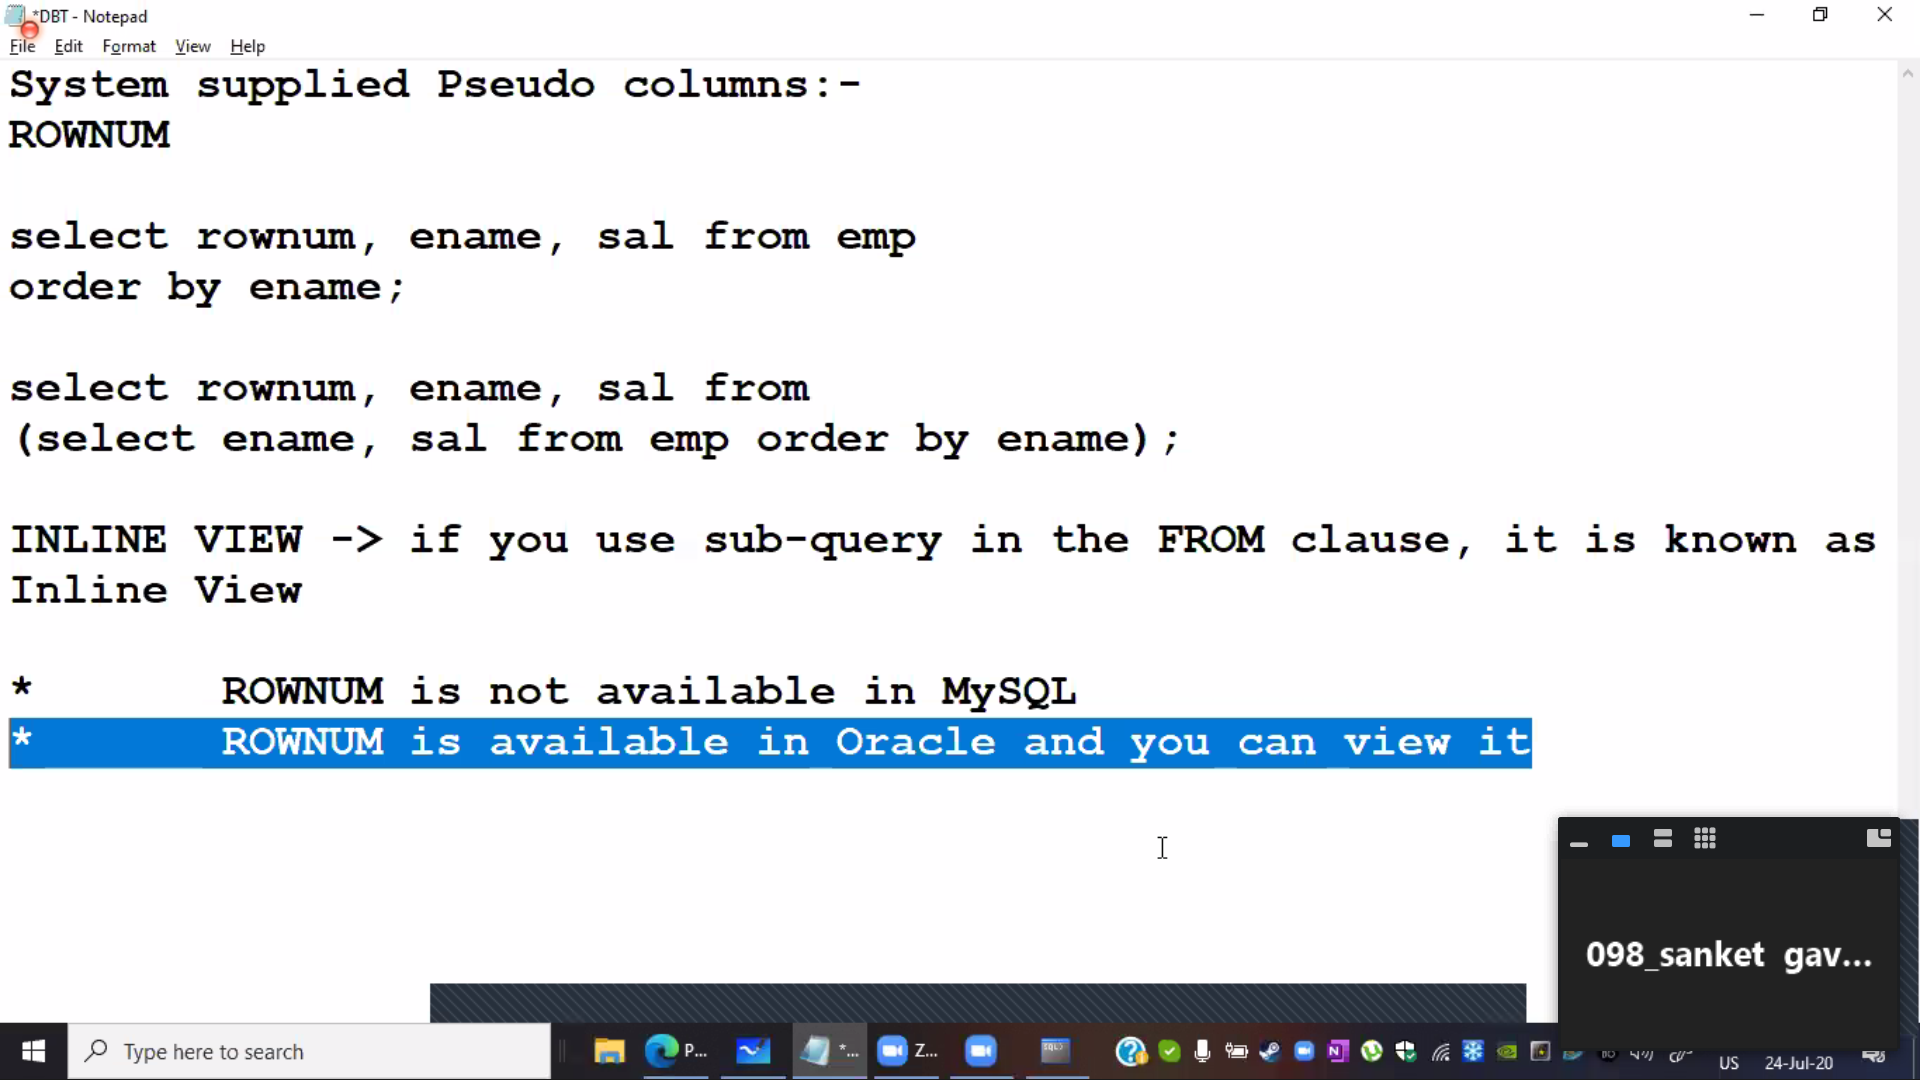 *DBT - Notepad
File Edit Format View Help
System supplied Pseudo columns:-
ROWNUM
select rownum, ename, sal from emp
order by ename;
select rownum, ename, sal from
(select ename, sal from emp order by ename);
INLINE VIEW -> if you use sub-query in the FROM clause, it is known as
Inline View
* ROWNUM is not available in MySQL
* ROWNUM is available in Oracle and you can view it
098_sanket gav...
Type here to search
P...
*...
Z...
US 24-Jul-20